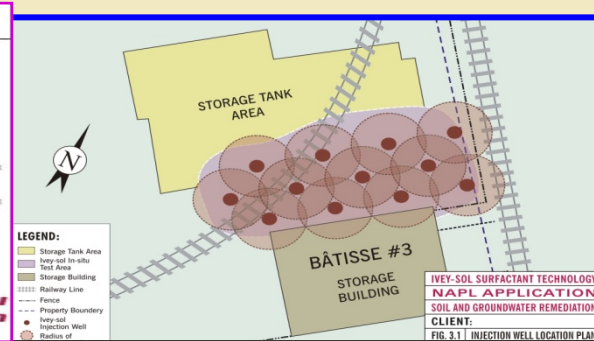 STORAGE TANK
AREA
N
BÂTISSE #3
STORAGE
BUILDING
LEGEND:
Storage Tank Area
Ivey-sol In-situ
Test Area
Storage Building
Railway Line
Fence
Property Boundery
Ivey-sol
Injection Well
Radius of
IVEY-SOL SURFACTANT TECHNOLOGY
NAPL APPLICATION
SOIL AND GROUNDWATER REMEDIATION
CLIENT:
FIG. 3.1 INJECTION WELL LOCATION PLAN